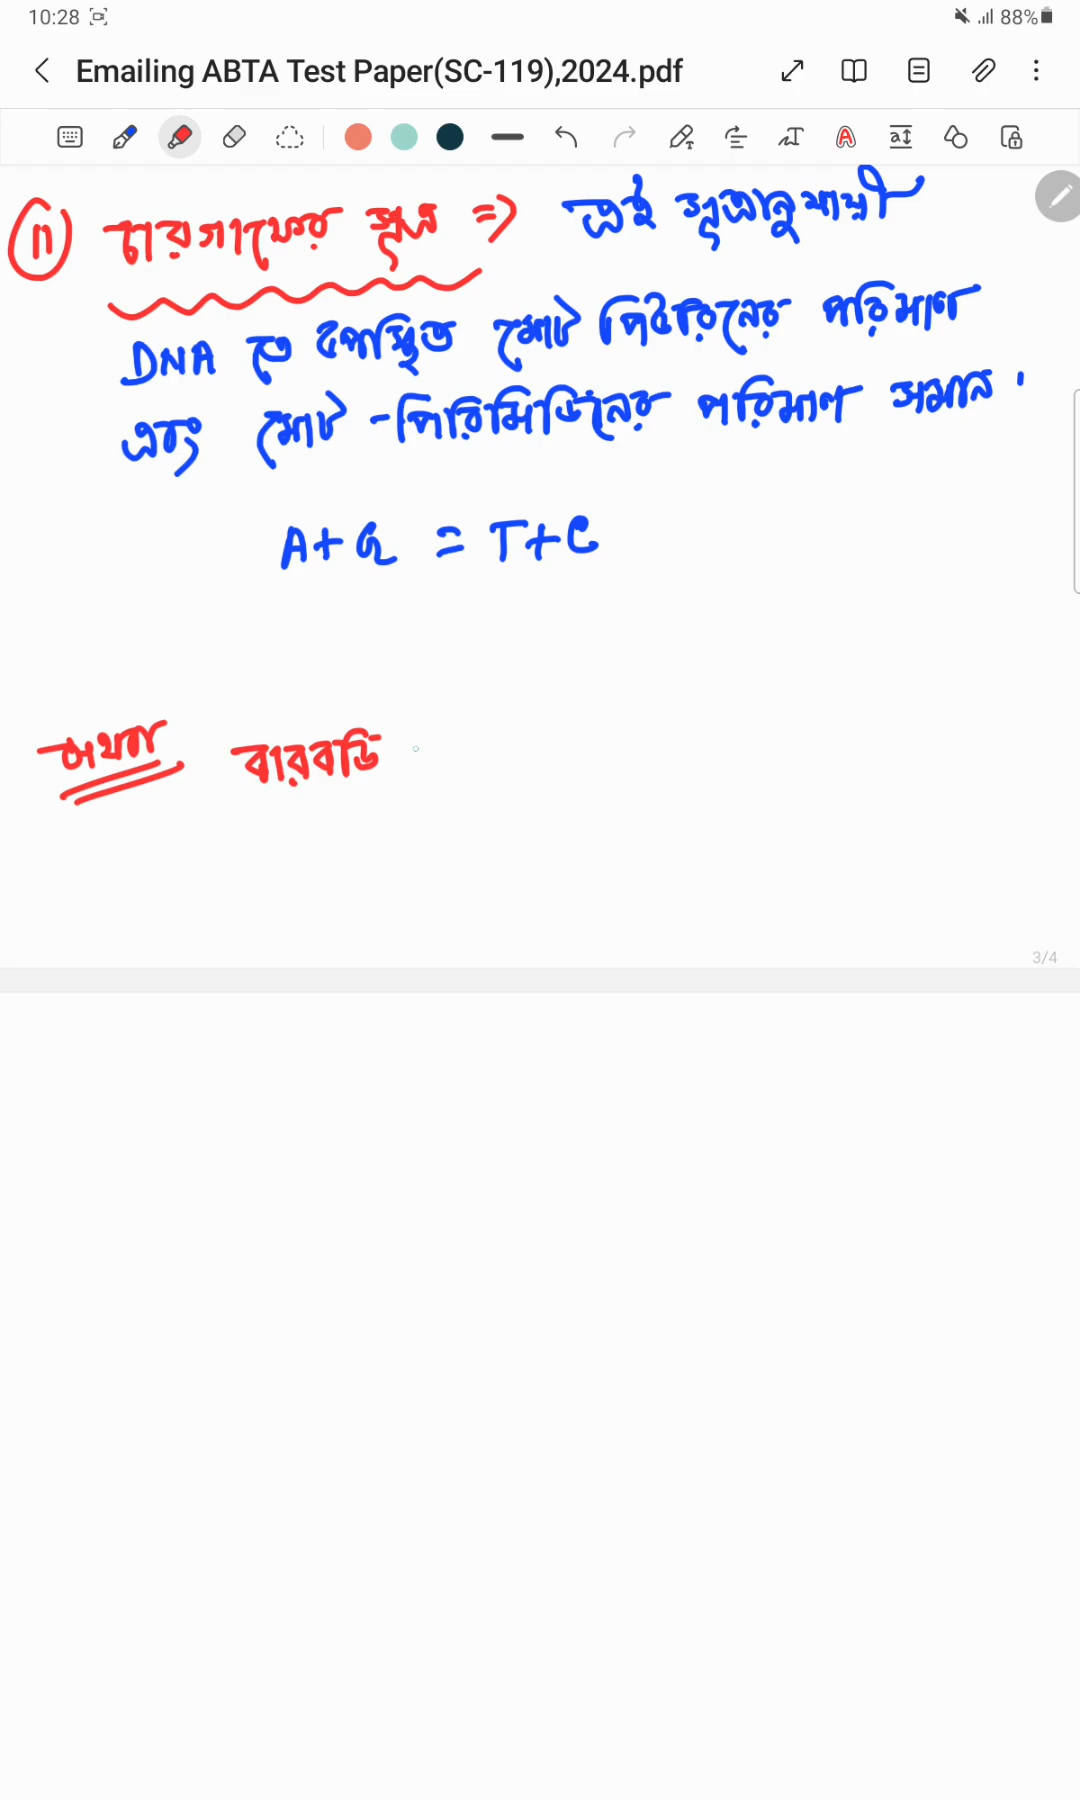 10:28 88%
Emailing ABTA Test Paper(SC-119),2024.pdf
(ii) চারগাফের সূত্র => এই সূত্রানুযায়ী
DNA তে উপস্থিত মোট পিউরিনের পরিমাণ
এবং মোট পিরিমিডিনের পরিমাণ সমান।
A+G = T+C
অথবা বারবডি
3/4